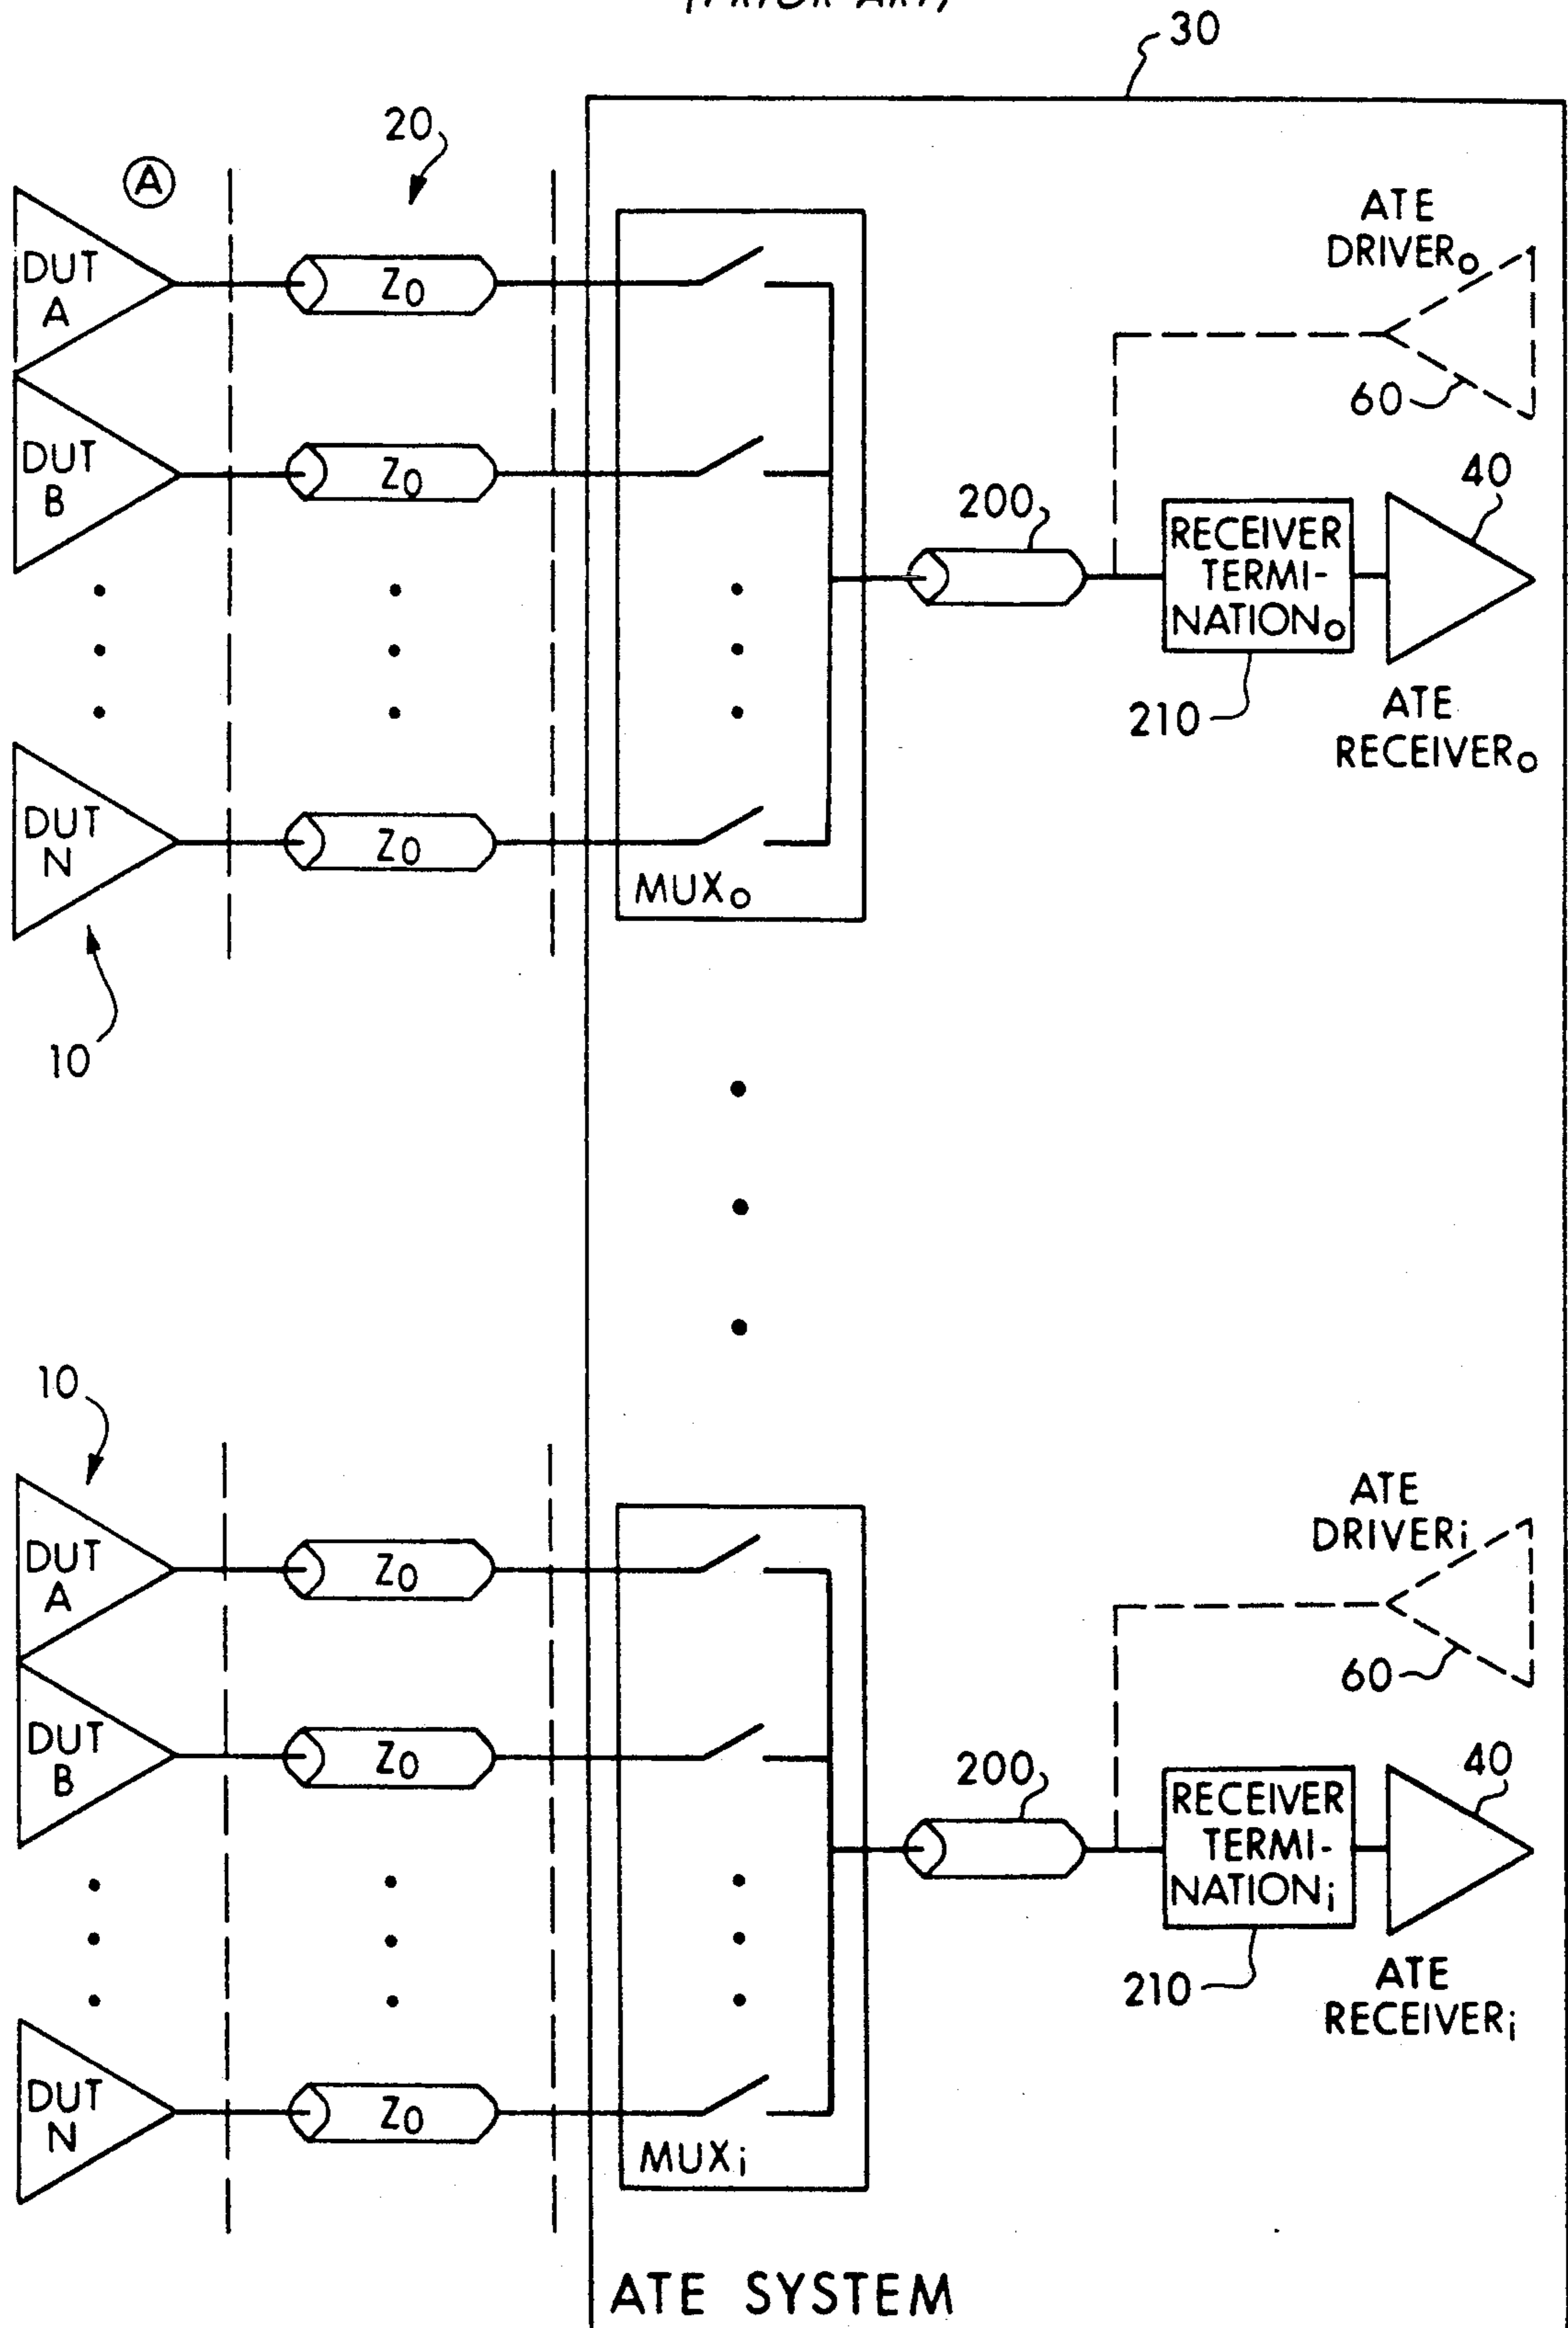 (PRIOR ART)
30
20
A
ATE
DRIVER₀
DUT
A
Z₀
60
DUT
B
Z₀
40
200
RECEIVER
TERMI-
NATION₀
210
ATE
RECEIVER₀
DUT
N
Z₀
MUX₀
10
10
ATE
DRIVERᵢ
DUT
A
Z₀
60
DUT
B
Z₀
40
200
RECEIVER
TERMI-
NATIONᵢ
210
ATE
RECEIVERᵢ
DUT
N
Z₀
MUXᵢ
ATE SYSTEM